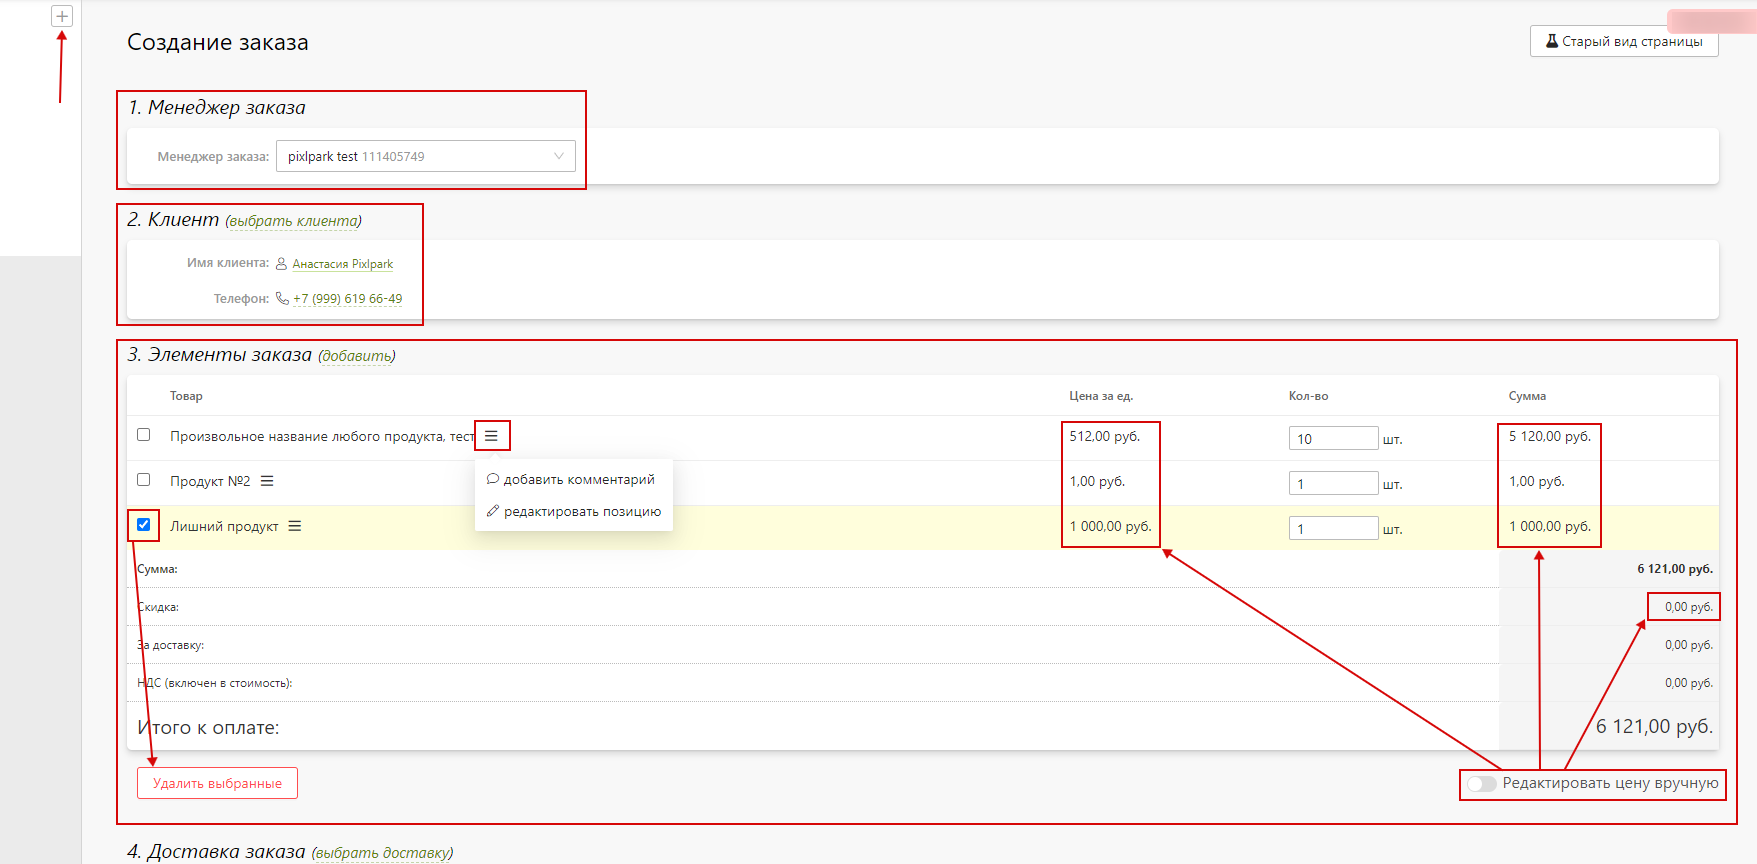 Создание заказа
Старый вид страницы
1. Менеджер заказа
Менеджер заказа: pixlpark test 111405749
2. Клиент (выбрать клиента)
Имя клиента: Анастасия Pixlpark
Телефон: +7 (999) 619 66-49
3. Элементы заказа (добавить)
Товар Цена за ед. Кол-во Сумма
Произвольное название любого продукта, тест 512,00 руб. 10 шт. 5 120,00 руб.
добавить комментарий
Продукт №2 1,00 руб. 1 шт. 1,00 руб.
редактировать позицию
Лишний продукт 1 000,00 руб. 1 шт. 1 000,00 руб.
Сумма: 6 121,00 руб.
Скидка: 0,00 руб.
За доставку: 0,00 руб.
НДС (включен в стоимость): 0,00 руб.
Итого к оплате: 6 121,00 руб.
Удалить выбранные
Редактировать цену вручную
4. Доставка заказа (выбрать доставку)